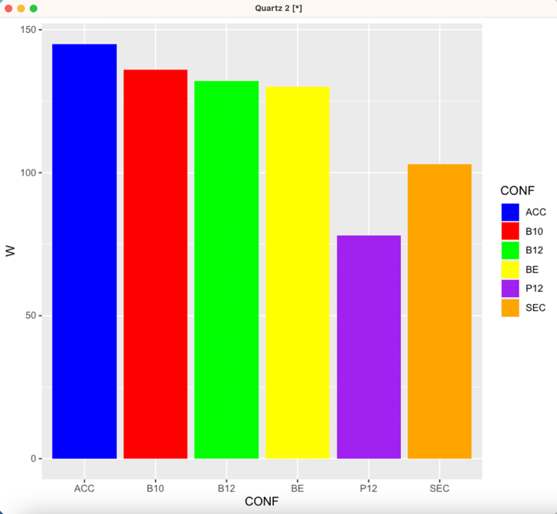 Quartz 2 [*]
150
100
50
0
W
ACC B10 B12 BE P12 SEC
CONF
CONF
ACC
B10
B12
BE
P12
SEC